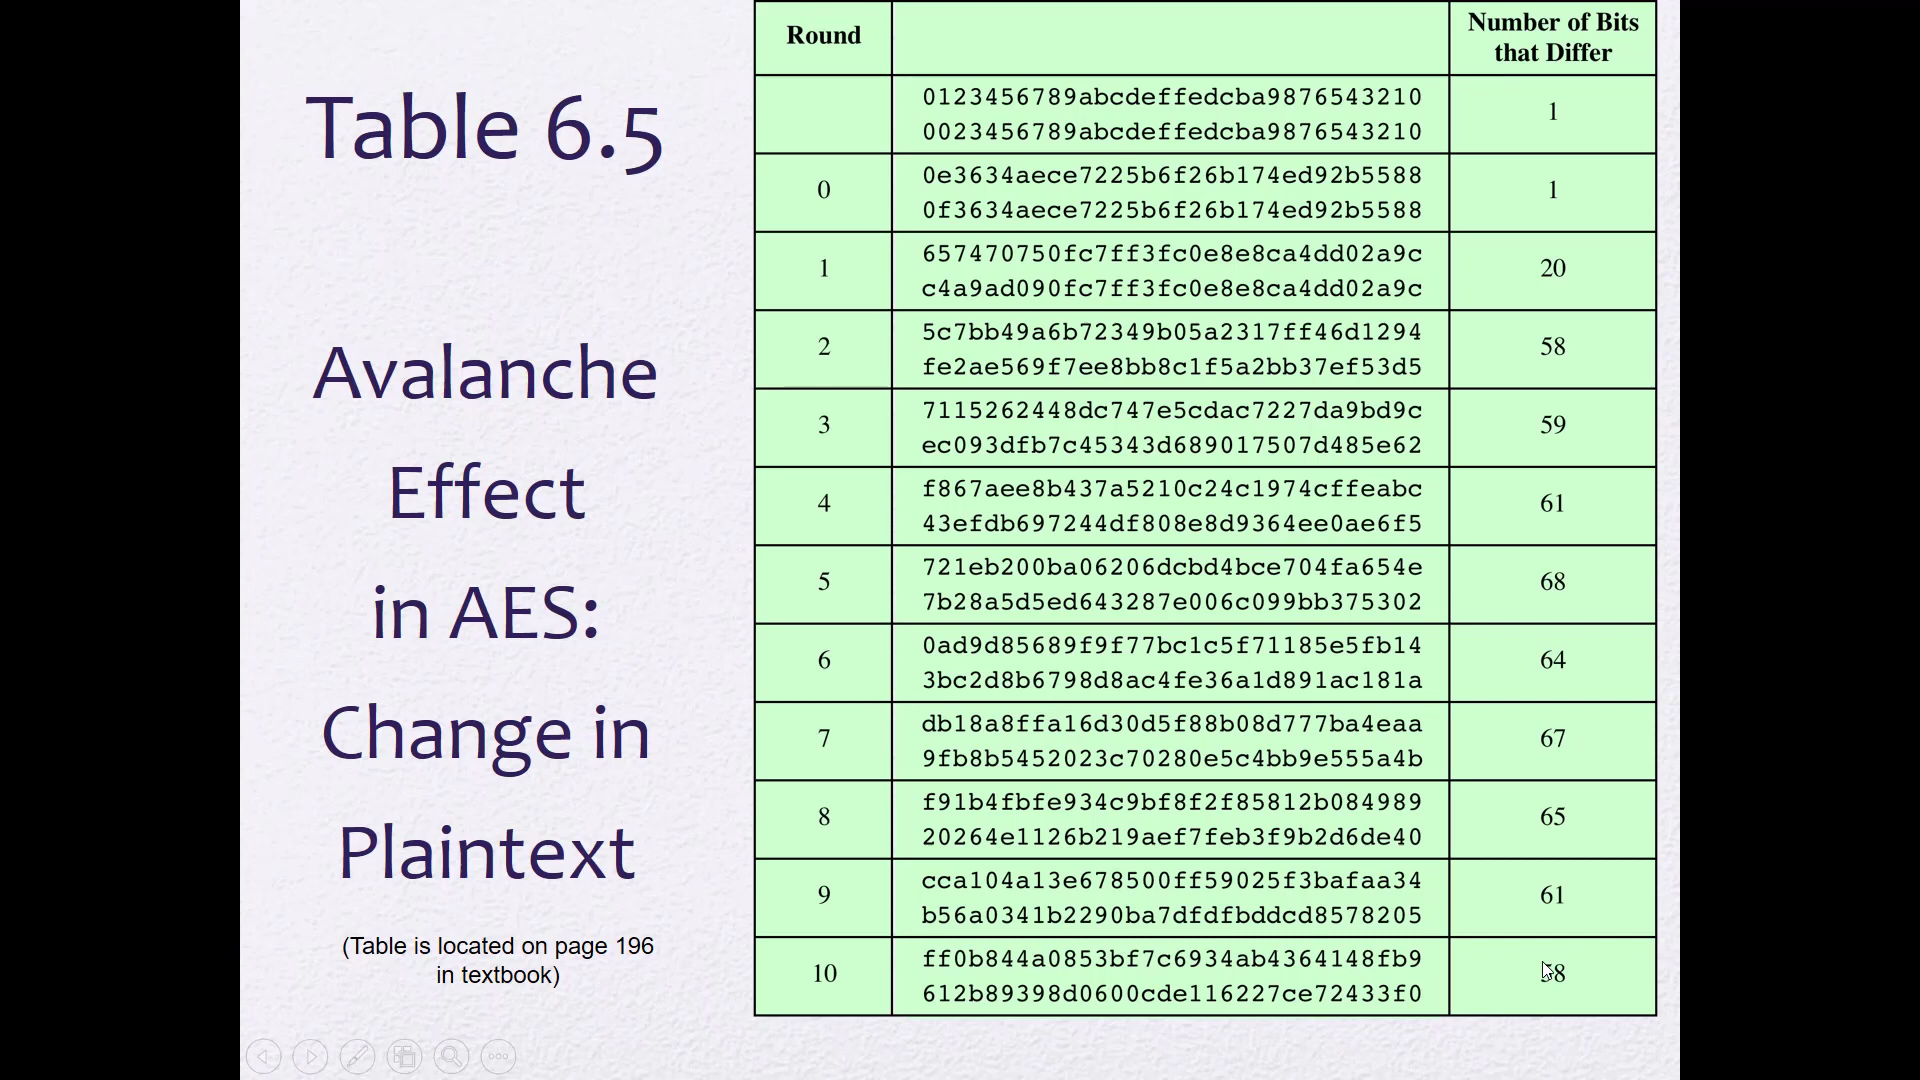 Table 6.5
Avalanche
Effect
in AES:
Change in
Plaintext
(Table is located on page 196
in textbook)
Round
Number of Bits
that Differ
0123456789abcdeffedcba9876543210
0023456789abcdeffedcba9876543210
1
0
0e3634aece7225b6f26b174ed92b5588
0f3634aece7225b6f26b174ed92b5588
1
1
657470750fc7ff3fc0e8e8ca4dd02a9c
c4a9ad090fc7ff3fc0e8e8ca4dd02a9c
20
2
5c7bb49a6b72349b05a2317ff46d1294
fe2ae569f7ee8bb8c1f5a2bb37ef53d5
58
3
7115262448dc747e5cdac7227da9bd9c
ec093dfb7c45343d689017507d485e62
59
4
f867aee8b437a5210c24c1974cffeabc
43efdb697244df808e8d9364ee0ae6f5
61
5
721eb200ba06206dcbd4bce704fa654e
7b28a5d5ed643287e006c099bb375302
68
6
0ad9d85689f9f77bc1c5f71185e5fb14
3bc2d8b6798d8ac4fe36a1d891ac181a
64
7
db18a8ffa16d30d5f88b08d777ba4eaa
9fb8b5452023c70280e5c4bb9e555a4b
67
8
f91b4fbfe934c9bf8f2f85812b084989
20264e1126b219aef7feb3f9b2d6de40
65
9
cca104a13e678500ff59025f3bafaa34
b56a0341b2290ba7dfdfbddcd8578205
61
10
ff0b844a0853bf7c6934ab4364148fb9
612b89398d0600cde116227ce72433f0